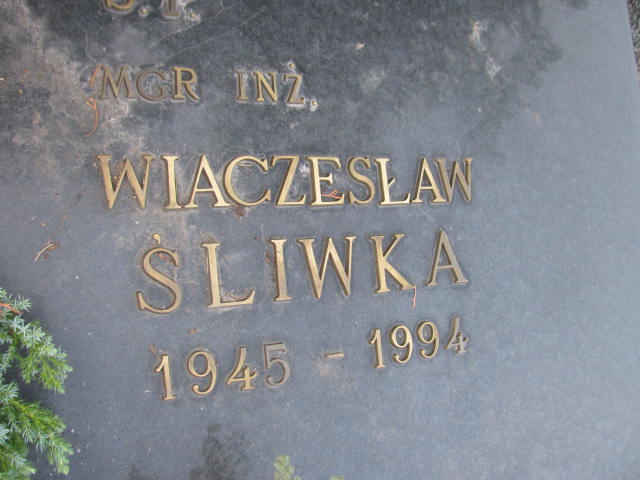 Ś.P.
MGR INŻ.
WIACZESŁAW
ŚLIWKA
1945 - 1994